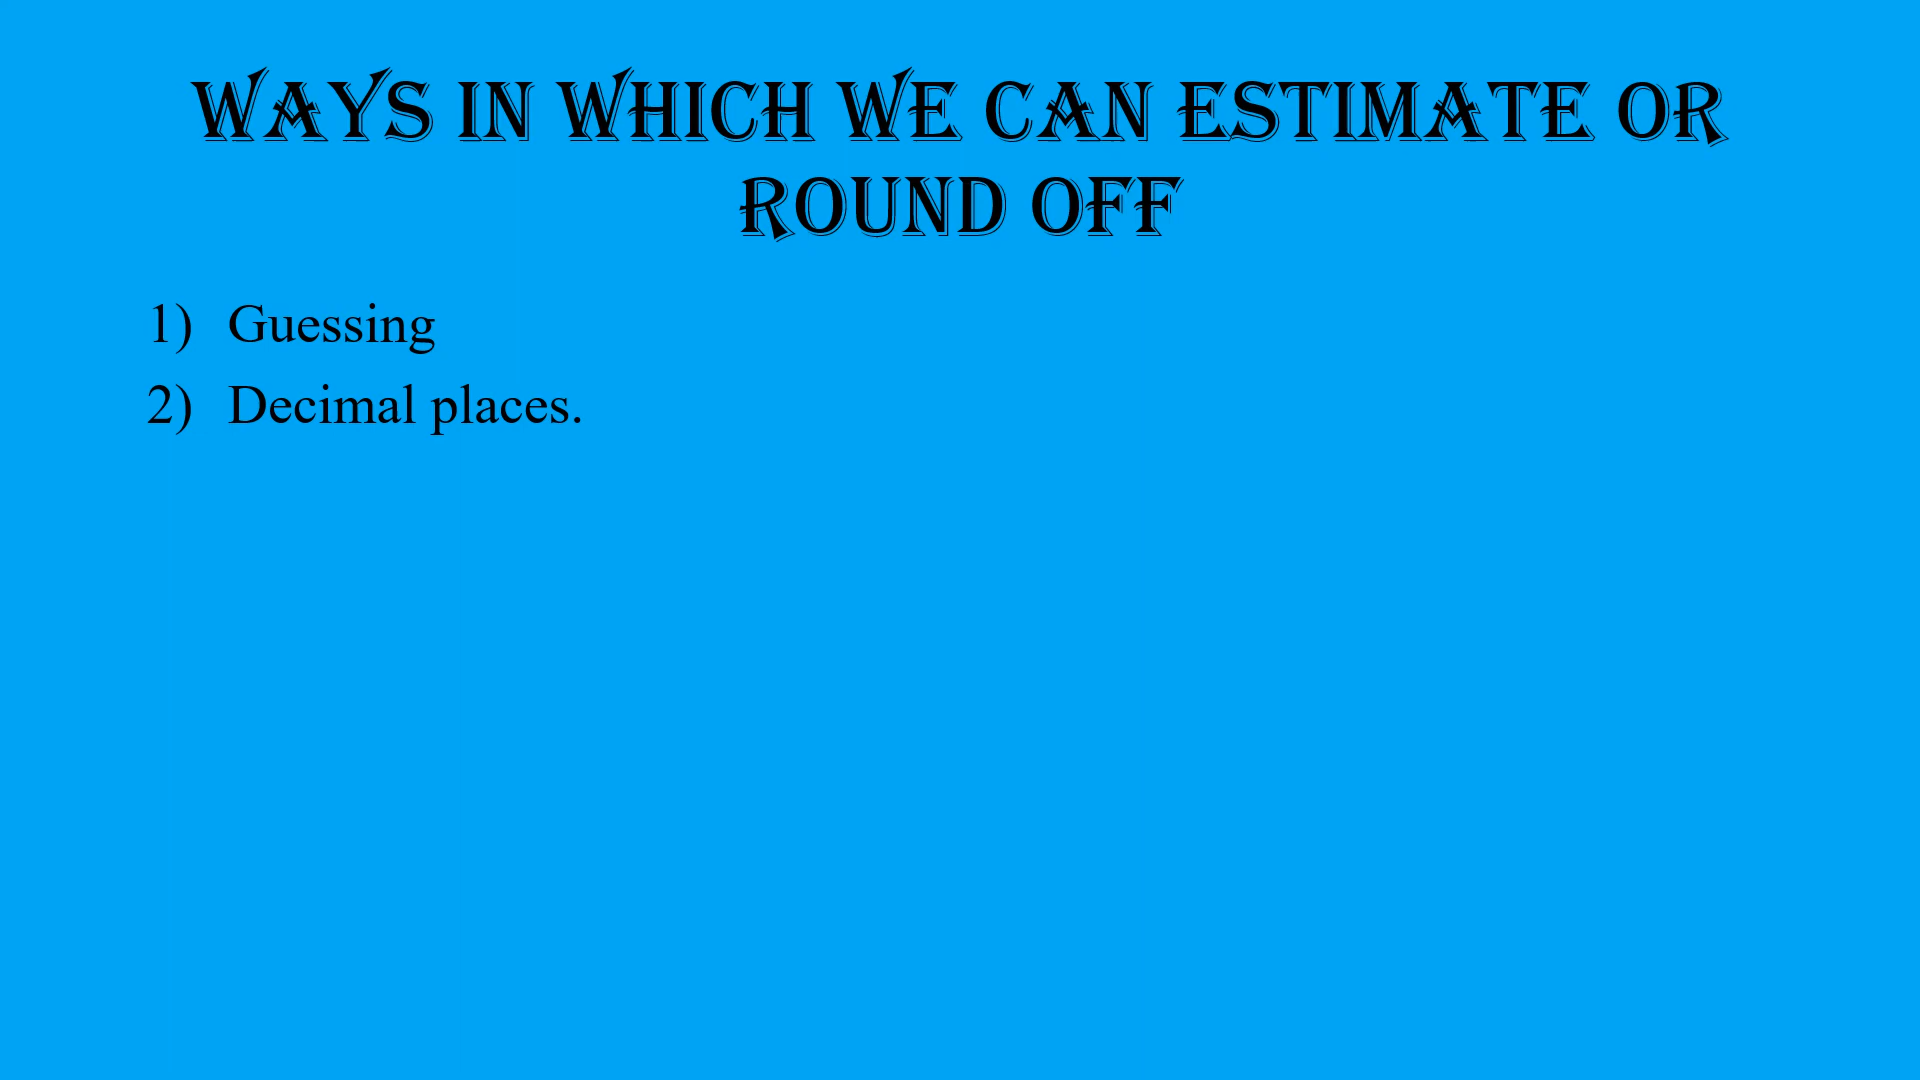 WAYS IN WHICH WE CAN ESTIMATE OR
ROUND OFF
1) Guessing
2) Decimal places.